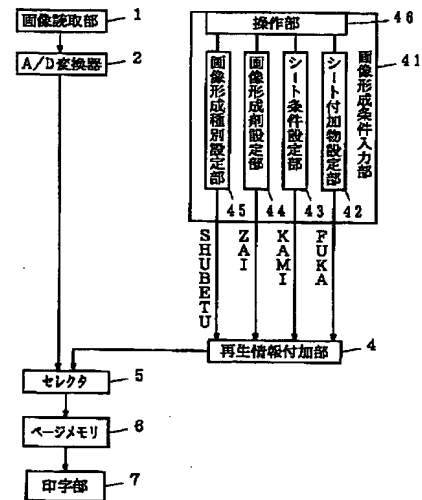 画像読取部
1
A/D変換器
2
操作部
46
画像形成条件入力部
41
画像形成種別設定部
画像形成剤設定部
シート条件設定部
シート付加物設定部
45
44
43
42
SHUBETU
ZAI
KAMI
FUKA
再生情報付加部
4
セレクタ
5
ページメモリ
6
印字部
7